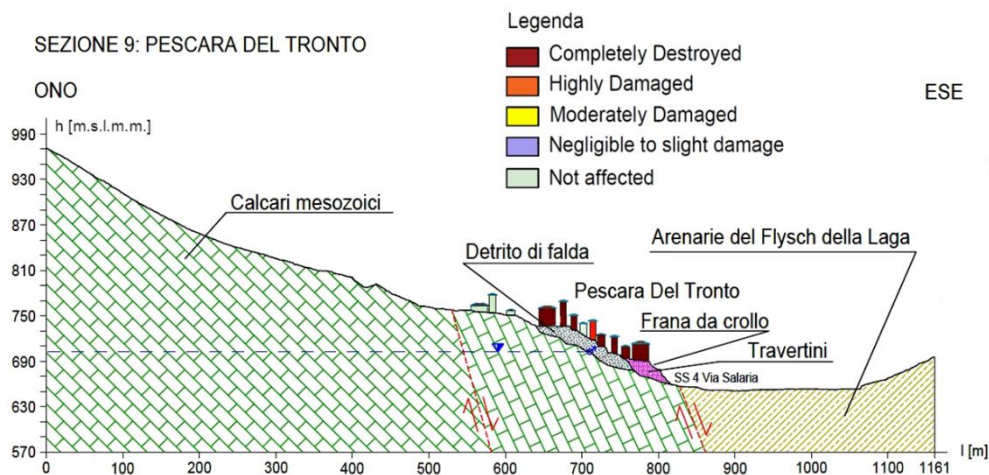 Legenda
SEZIONE 9: PESCARA DEL TRONTO
Completely Destroyed
Highly Damaged
ONO
ESE
Moderately Damaged
Negligible to slight damage
Not affected
h [m.s.l.m.m.]
990
930
870
810
750
690
630
570
Calcari mesozoici
Detrito di falda
Arenarie del Flysch della Laga
Pescara Del Tronto
Frana da crollo
Travertini
SS 4 Via Salaria
0 100 200 300 400 500 600 700 800 900 1000 1100 1161
l [m]